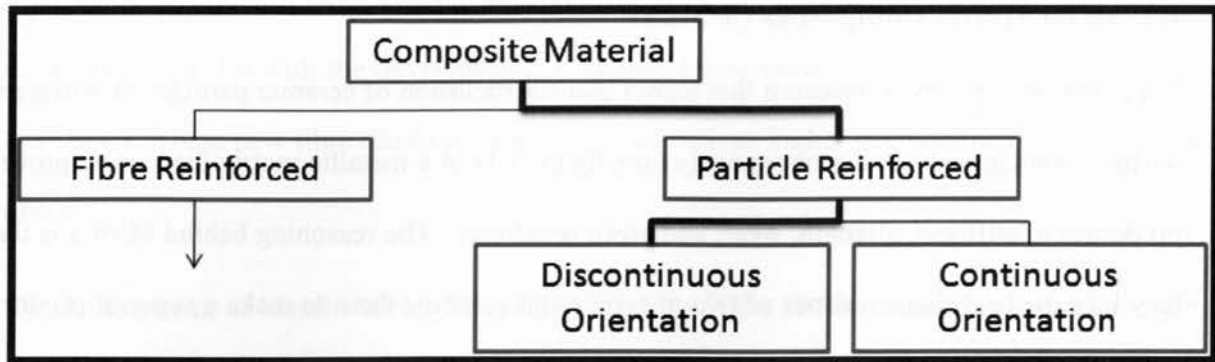 Composite Material
Fibre Reinforced
Particle Reinforced
Discontinuous
Orientation
Continuous
Orientation